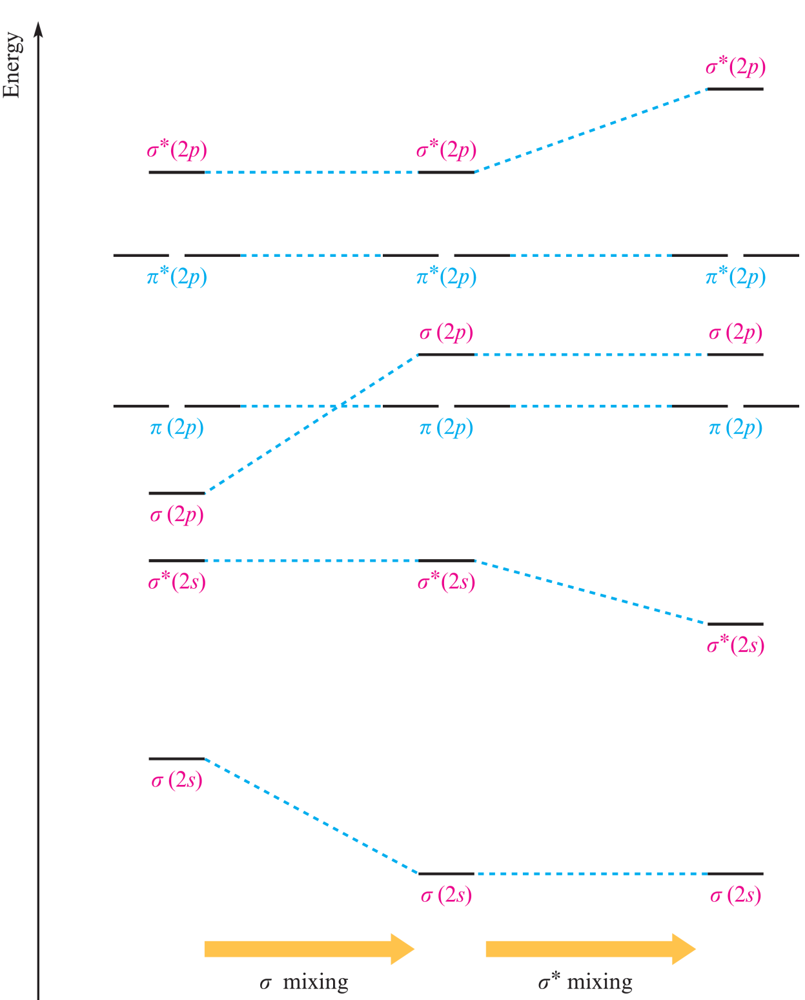 Energy
σ*(2p)
σ*(2p)
σ*(2p)
π*(2p)
π*(2p)
π*(2p)
σ (2p)
σ (2p)
π (2p)
π (2p)
π (2p)
σ (2p)
σ*(2s)
σ*(2s)
σ*(2s)
σ (2s)
σ (2s)
σ (2s)
σ mixing
σ* mixing